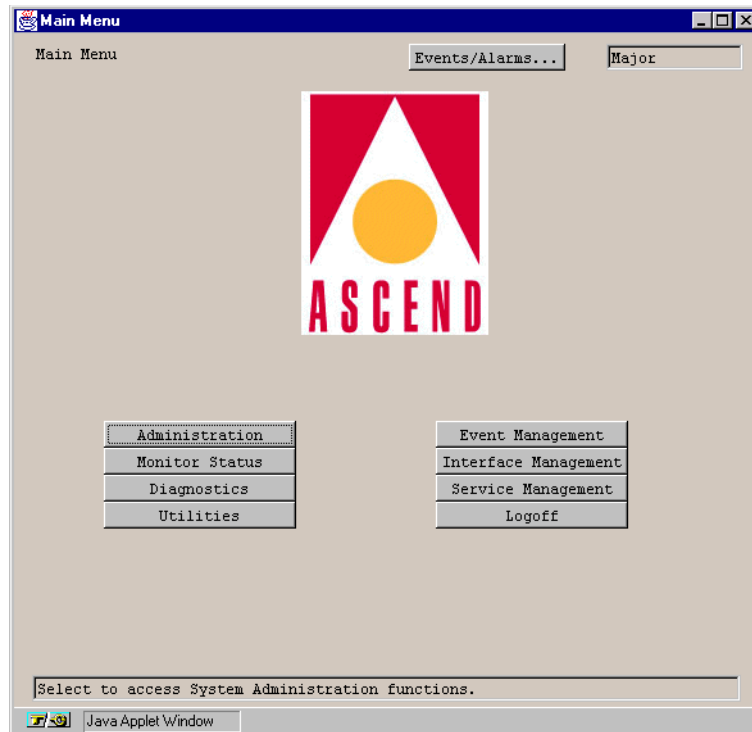 Main Menu
Main Menu
Events/Alarms...
Major
ASCEND
Administration
Monitor Status
Diagnostics
Utilities
Event Management
Interface Management
Service Management
Logoff
Select to access System Administration functions.
Java Applet Window